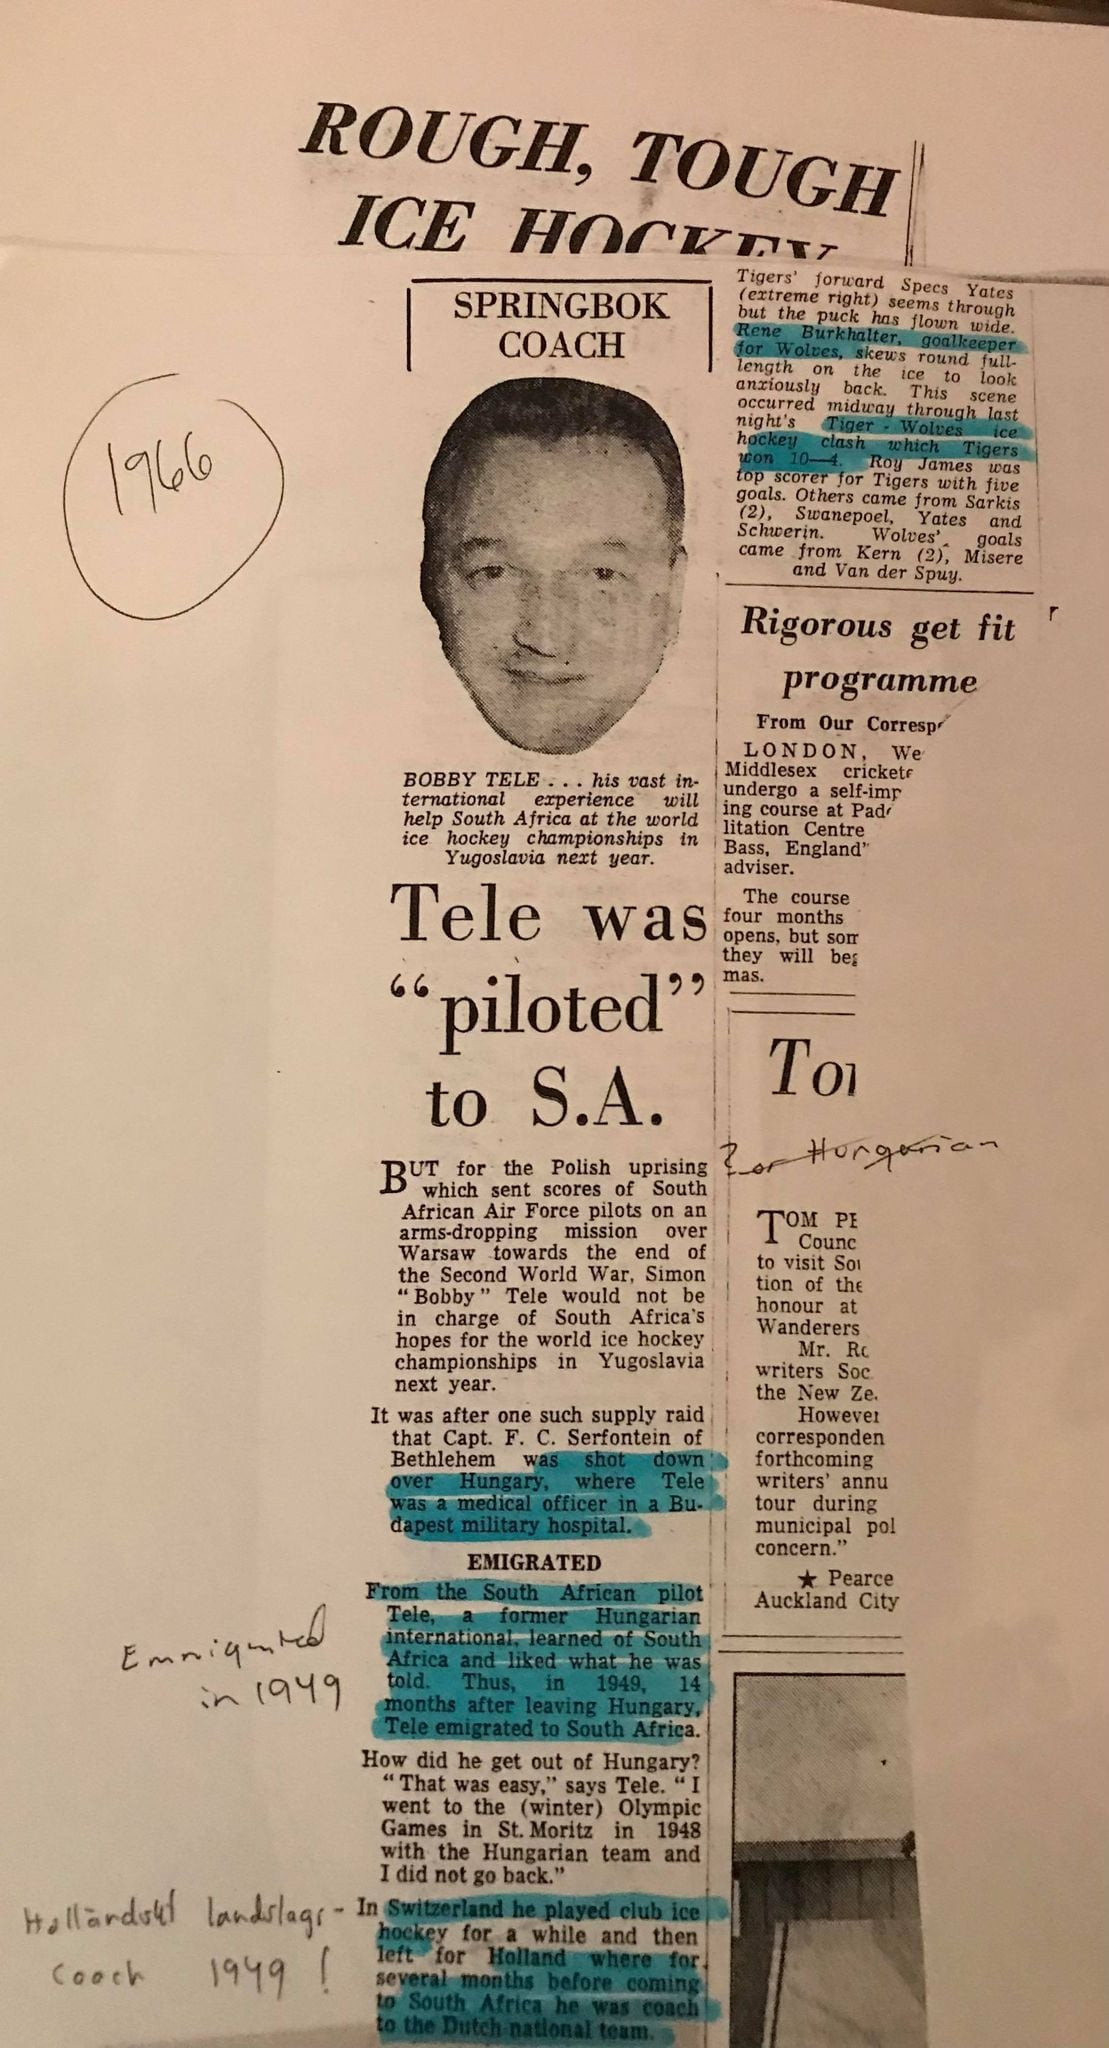 ROUGH, TOUGH
ICE HOCKEY
1966
SPRINGBOK
COACH
BOBBY TELE . . . his vast in-
ternational experience will
help South Africa at the world
ice hockey championships in
Yugoslavia next year.
Tele was
“piloted”
to S.A.
BUT for the Polish uprising
which sent scores of South
African Air Force pilots on an
arms-dropping mission over
Warsaw towards the end of
the Second World War, Simon
“Bobby” Tele would not be
in charge of South Africa's
hopes for the world ice hockey
championships in Yugoslavia
next year.
It was after one such supply raid
that Capt. F. C. Serfontein of
Bethlehem was shot down
over Hungary, where Tele
was a medical officer in a Bu-
dapest military hospital.
EMIGRATED
From the South African pilot
Tele, a former Hungarian
international, learned of South
Africa and liked what he was
told. Thus, in 1949, 14
months after leaving Hungary,
Tele emigrated to South Africa.
Emmigrated
in 1949
How did he get out of Hungary?
“That was easy,” says Tele. “I
went to the (winter) Olympic
Games in St. Moritz in 1948
with the Hungarian team and
I did not go back.”
In Switzerland he played club ice
hockey for a while and then
left for Holland where for
several months before coming
to South Africa he was coach
to the Dutch national team.
Holländskt landslags-
coach 1949 !
Tigers' forward Specs Yates
(extreme right) seems through
but the puck has flown wide.
Rene Burkhalter, goalkeeper
for Wolves, skews round full-
length on the ice to look
anxiously back. This scene
occurred midway through last
night's Tiger - Wolves ice
hockey clash which Tigers
won 10—4. Roy James was
top scorer for Tigers with five
goals. Others came from Sarkis
(2), Swanepoel, Yates and
Schwerin. Wolves' goals
came from Kern (2), Misere
and Van der Spuy.
Rigorous get fit
programme
From Our Corresp
LONDON, We
Middlesex crickete
undergo a self-imp
ing course at Pad
litation Centre
Bass, England'
adviser.
The course
four months
opens, but som
they will beg
mas.
Tor
? or Hungarian
TOM PE
Counc
to visit Sou
tion of the
honour at
Wanderers
Mr. Ro
writers Soc
the New Ze
However
corresponden
forthcoming
writers' annu
tour during
municipal pol
concern.”
★ Pearce
Auckland City